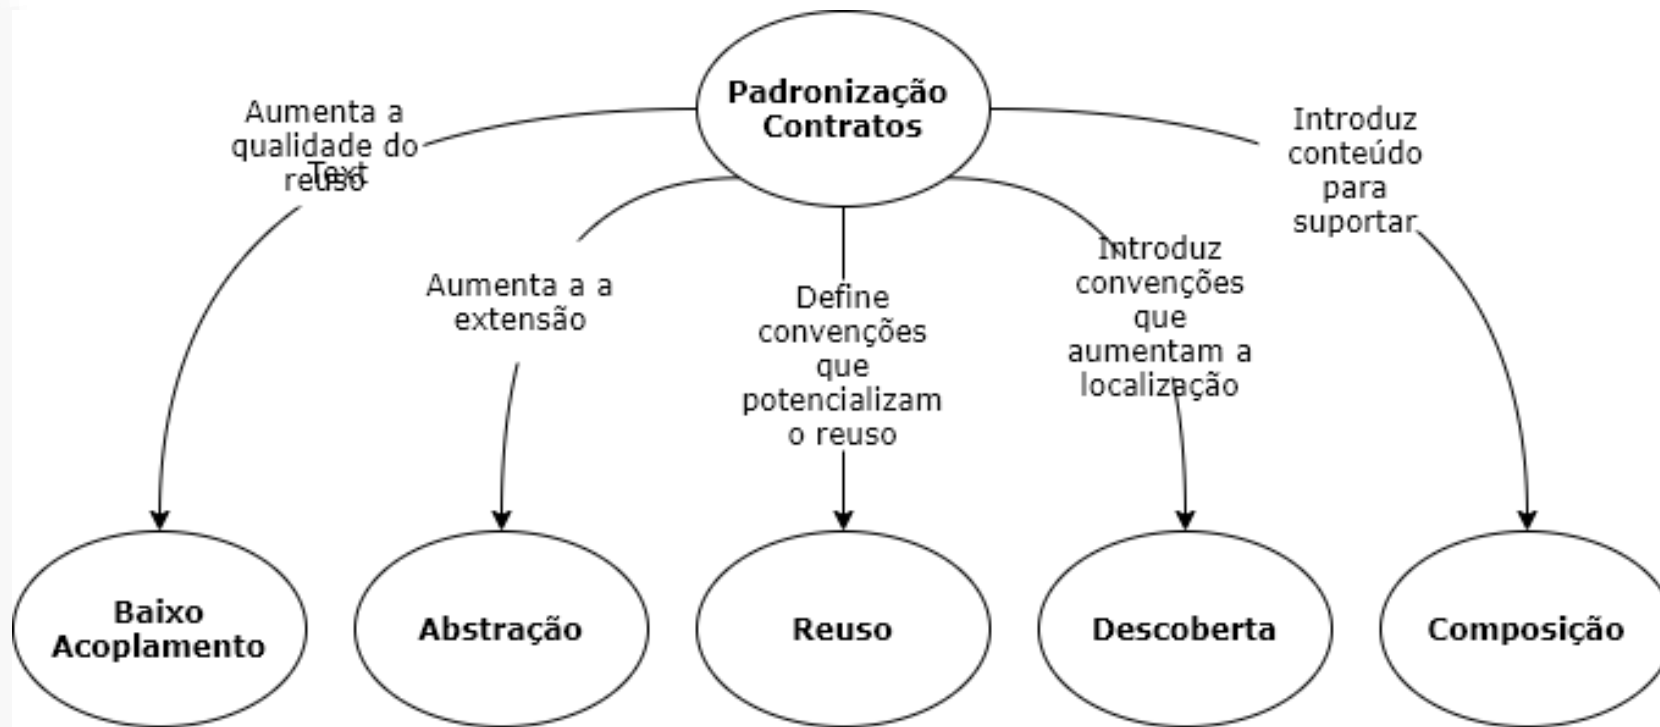 Padronização
Contratos
Aumenta a
qualidade do
reuso
Text
Aumenta a a
extensão
Define
convenções
que
potencializam
o reuso
Introduz
convenções
que
aumentam a
localização
Introduz
conteúdo
para
suportar
Baixo
Acoplamento
Abstração
Reuso
Descoberta
Composição